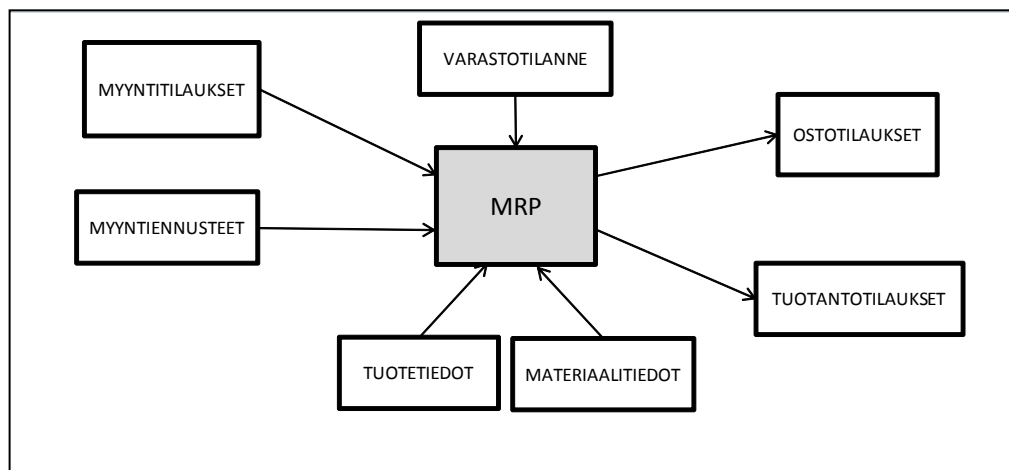 VARASTOTILANNE
MYYNTITILAUKSET
OSTOTILAUKSET
MRP
MYYNTIENNUSTEET
TUOTANTOTILAUKSET
TUOTETIEDOT
MATERIAALITIEDOT